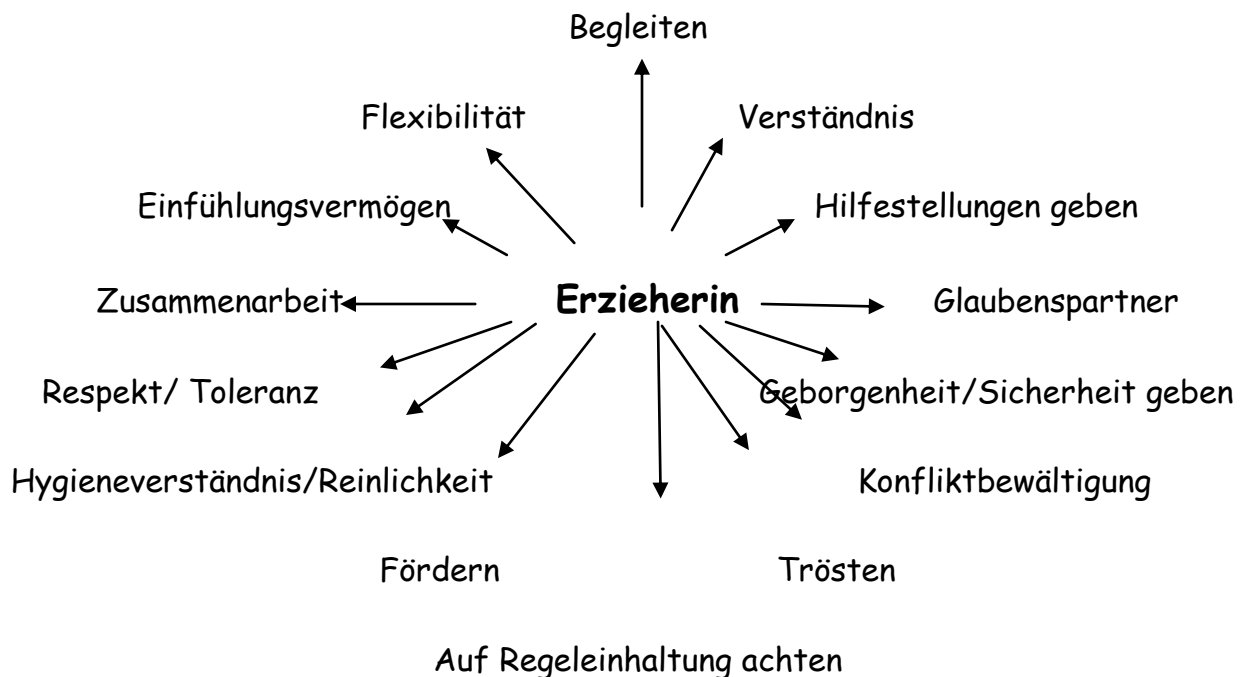 Begleiten
Flexibilität Verständnis
Einfühlungsvermögen Hilfestellungen geben
Zusammenarbeit Erzieherin Glaubenspartner
Respekt/ Toleranz Geborgenheit/Sicherheit geben
Hygieneverständnis/Reinlichkeit Konfliktbewältigung
Fördern Trösten
Auf Regeleinhaltung achten